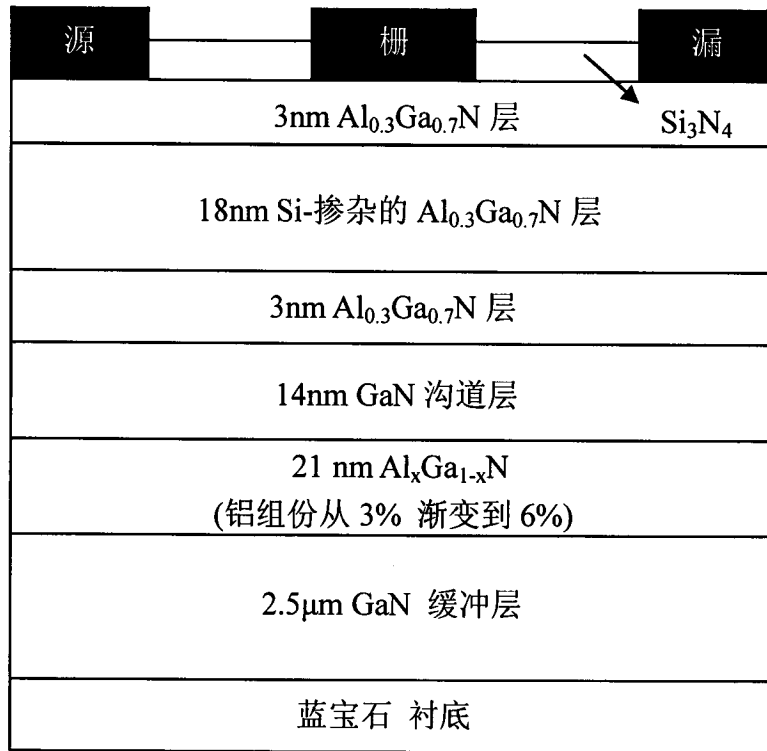 源 栅 漏
3nm Al₀.₃Ga₀.₇N 层 Si₃N₄
18nm Si-掺杂的 Al₀.₃Ga₀.₇N 层
3nm Al₀.₃Ga₀.₇N 层
14nm GaN 沟道层
21 nm AlₓGa₁₋ₓN
(铝组份从 3% 渐变到 6%)
2.5μm GaN 缓冲层
蓝宝石 衬底